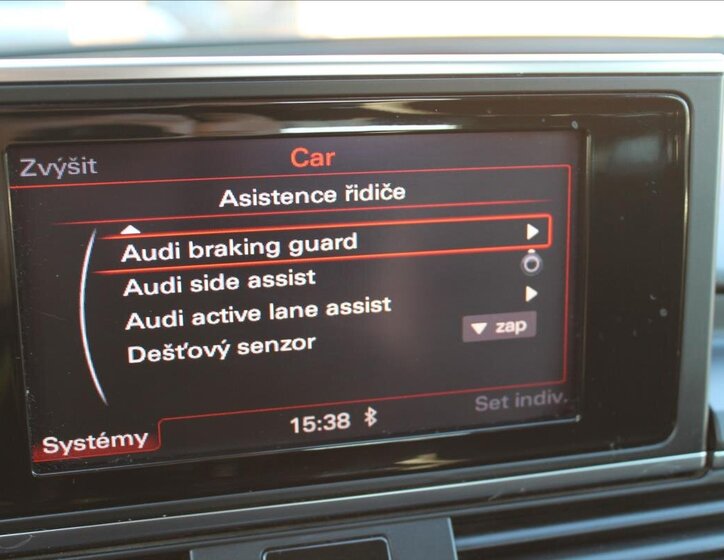 Zvýšit
Car
Asistence řidiče
Audi braking guard
Audi side assist
Audi active lane assist
Dešťový senzor
zap
Set indiv.
15:38
Systémy